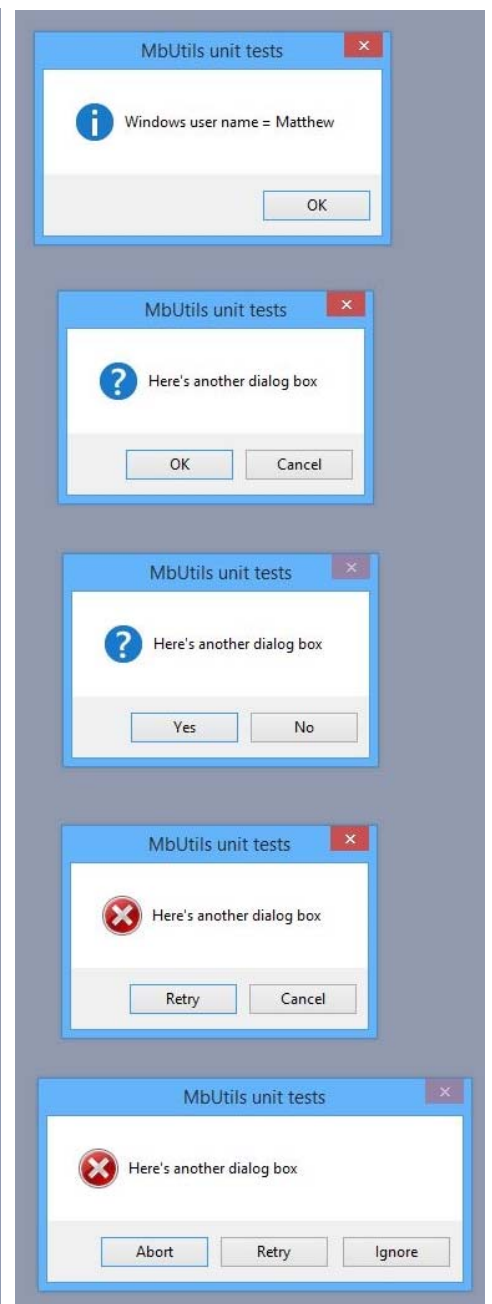 MbUtils unit tests
Windows user name = Matthew
OK
MbUtils unit tests
Here's another dialog box
OK Cancel
MbUtils unit tests
Here's another dialog box
Yes No
MbUtils unit tests
Here's another dialog box
Retry Cancel
MbUtils unit tests
Here's another dialog box
Abort Retry Ignore